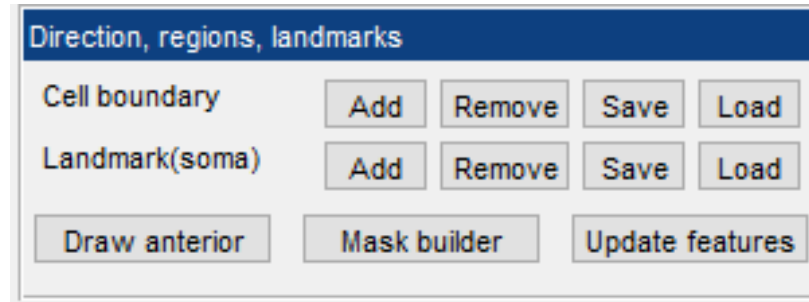 Direction, regions, landmarks
Cell boundary Add Remove Save Load
Landmark(soma) Add Remove Save Load
Draw anterior Mask builder Update features